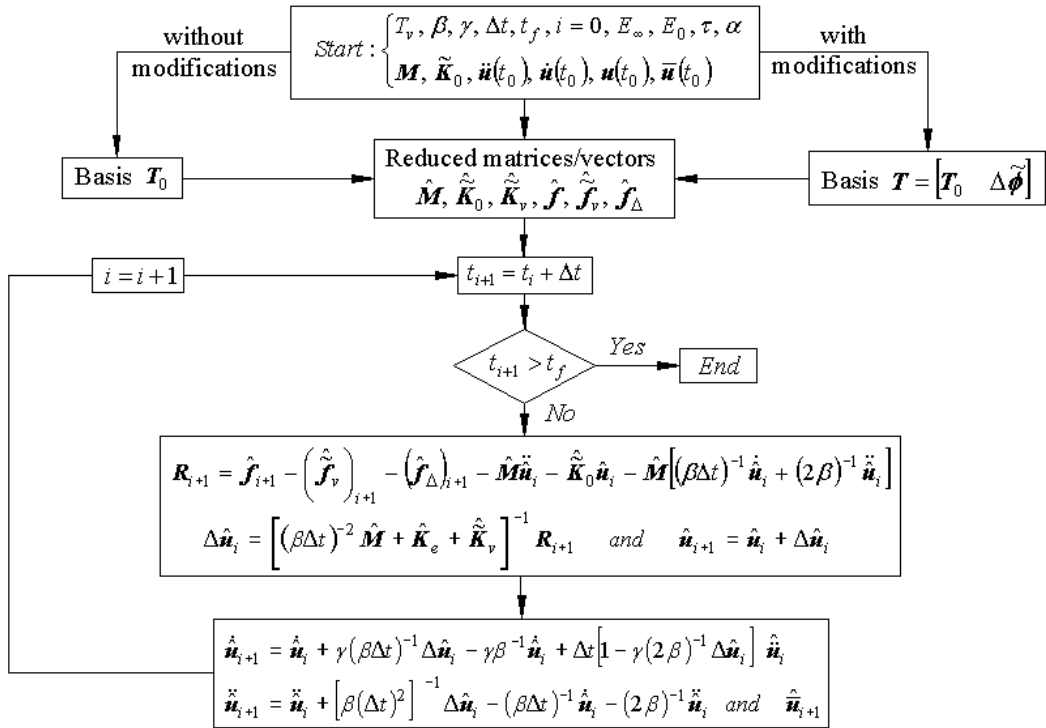 without modifications
Start : { T_v, β, γ, Δt, t_f, i = 0, E_∞, E_0, τ, α
M, K̃_0, ü(t_0), u̇(t_0), u(t_0), ū(t_0)
with modifications
Basis T_0
Reduced matrices/vectors
M̂, K̃̂_0, K̃̂_v, f̂, f̃̂_v, f̂_Δ
Basis T = [T_0 Δφ̃]
i = i + 1
t_{i+1} = t_i + Δt
t_{i+1} > t_f
Yes
End
No
R_{i+1} = f̂_{i+1} − (f̃̂_v)_{i+1} − (f̂_Δ)_{i+1} − M̂ü̂_i − K̃̂_0 û_i − M̂[(βΔt)^{−1} u̇̂_i + (2β)^{−1} ü̂_i]
Δû_i = [(βΔt)^{−2} M̂ + K̂_e + K̃̂_v]^{−1} R_{i+1} and û_{i+1} = û_i + Δû_i
u̇̂_{i+1} = u̇̂_i + γ(βΔt)^{−1} Δû_i − γβ^{−1} u̇̂_i + Δt[1 − γ(2β)^{−1} Δû_i] ü̂_i
ü̂_{i+1} = ü̂_i + [β(Δt)^2]^{−1} Δû_i − (βΔt)^{−1} u̇̂_i − (2β)^{−1} ü̂_i and ū̂_{i+1}